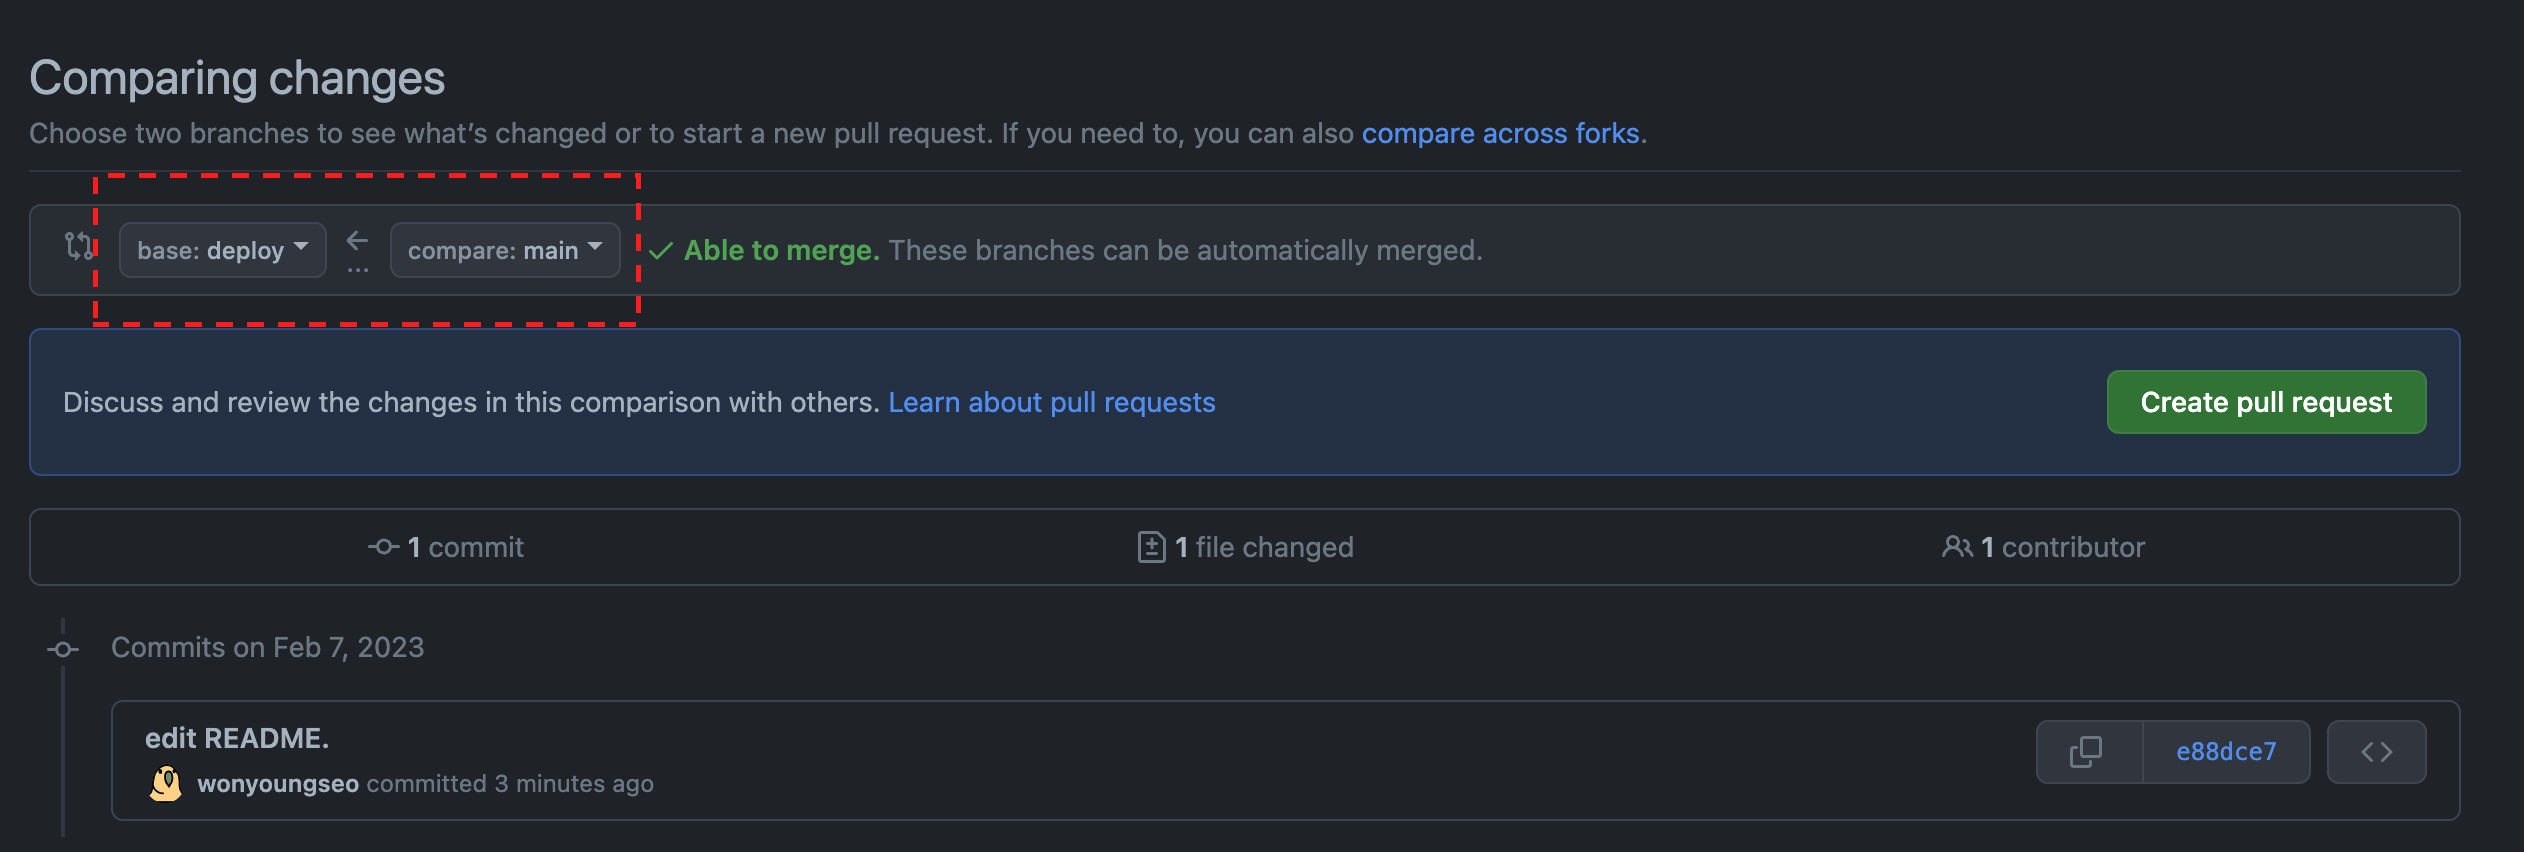 Comparing changes
Choose two branches to see what’s changed or to start a new pull request. If you need to, you can also compare across forks.
base: deploy ← compare: main ✓ Able to merge. These branches can be automatically merged.
...
Discuss and review the changes in this comparison with others. Learn about pull requests
Create pull request
1 commit
1 file changed
1 contributor
Commits on Feb 7, 2023
edit README.
wonyoungseo committed 3 minutes ago
e88dce7